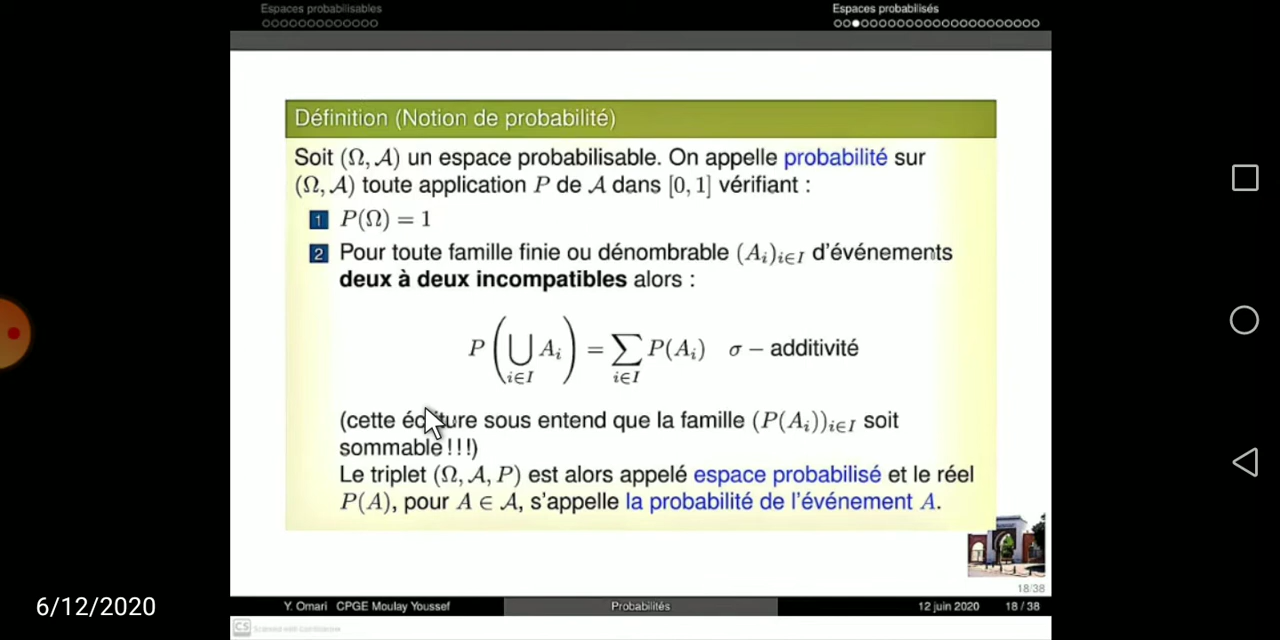 Espaces probabilisables
Espaces probabilisés
Définition (Notion de probabilité)
Soit (Ω, 𝒜) un espace probabilisable. On appelle probabilité sur
(Ω, 𝒜) toute application P de 𝒜 dans [0, 1] vérifiant :
1 P(Ω) = 1
2 Pour toute famille finie ou dénombrable (A_i)_{i∈I} d'événements
deux à deux incompatibles alors :
P(⋃_{i∈I} A_i) = ∑_{i∈I} P(A_i) σ − additivité
(cette écriture sous entend que la famille (P(A_i))_{i∈I} soit
sommable !!!)
Le triplet (Ω, 𝒜, P) est alors appelé espace probabilisé et le réel
P(A), pour A ∈ 𝒜, s'appelle la probabilité de l'événement A.
18/38
6/12/2020
Y. Omari CPGE Moulay Youssef
Probabilités
12 juin 2020
18 / 38
CS
Scanned with CamScanner